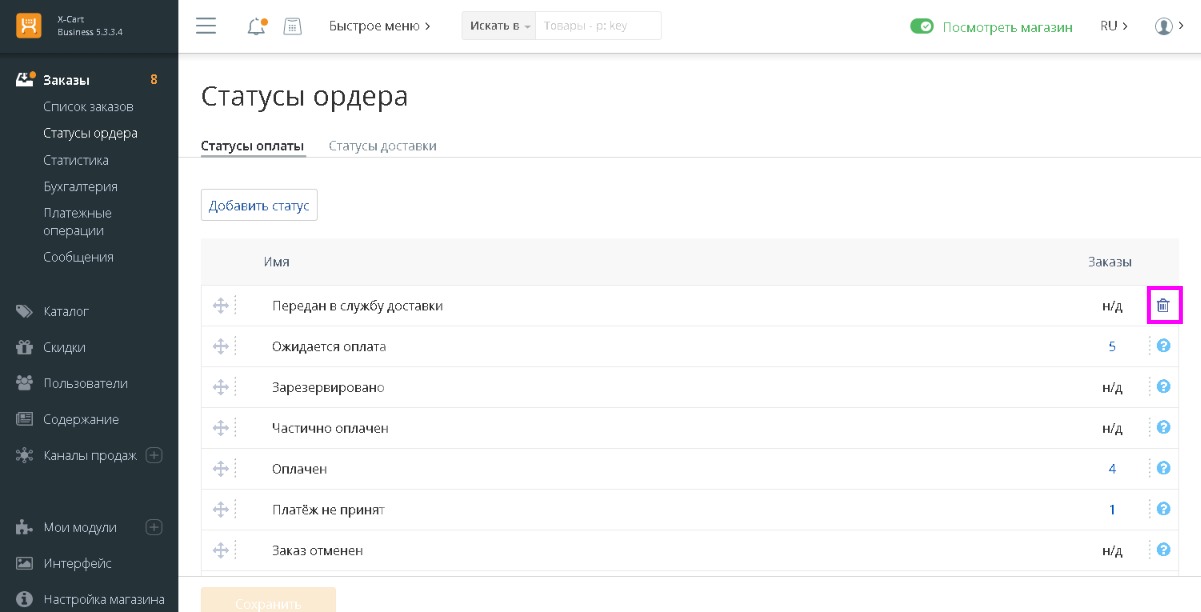 X-Cart
Business 5.3.3.4
Быстрое меню
Искать в
Товары - p: key
Посмотреть магазин
RU
Заказы 8
Список заказов
Статусы ордера
Статистика
Бухгалтерия
Платежные
операции
Сообщения
Каталог
Скидки
Пользователи
Содержание
Каналы продаж
Мои модули
Интерфейс
Настройка магазина
Статусы ордера
Статусы оплаты Статусы доставки
Добавить статус
Имя Заказы
Передан в службу доставки н/д
Ожидается оплата 5 ?
Зарезервировано н/д ?
Частично оплачен н/д ?
Оплачен 4 ?
Платёж не принят 1 ?
Заказ отменен н/д ?
Сохранить